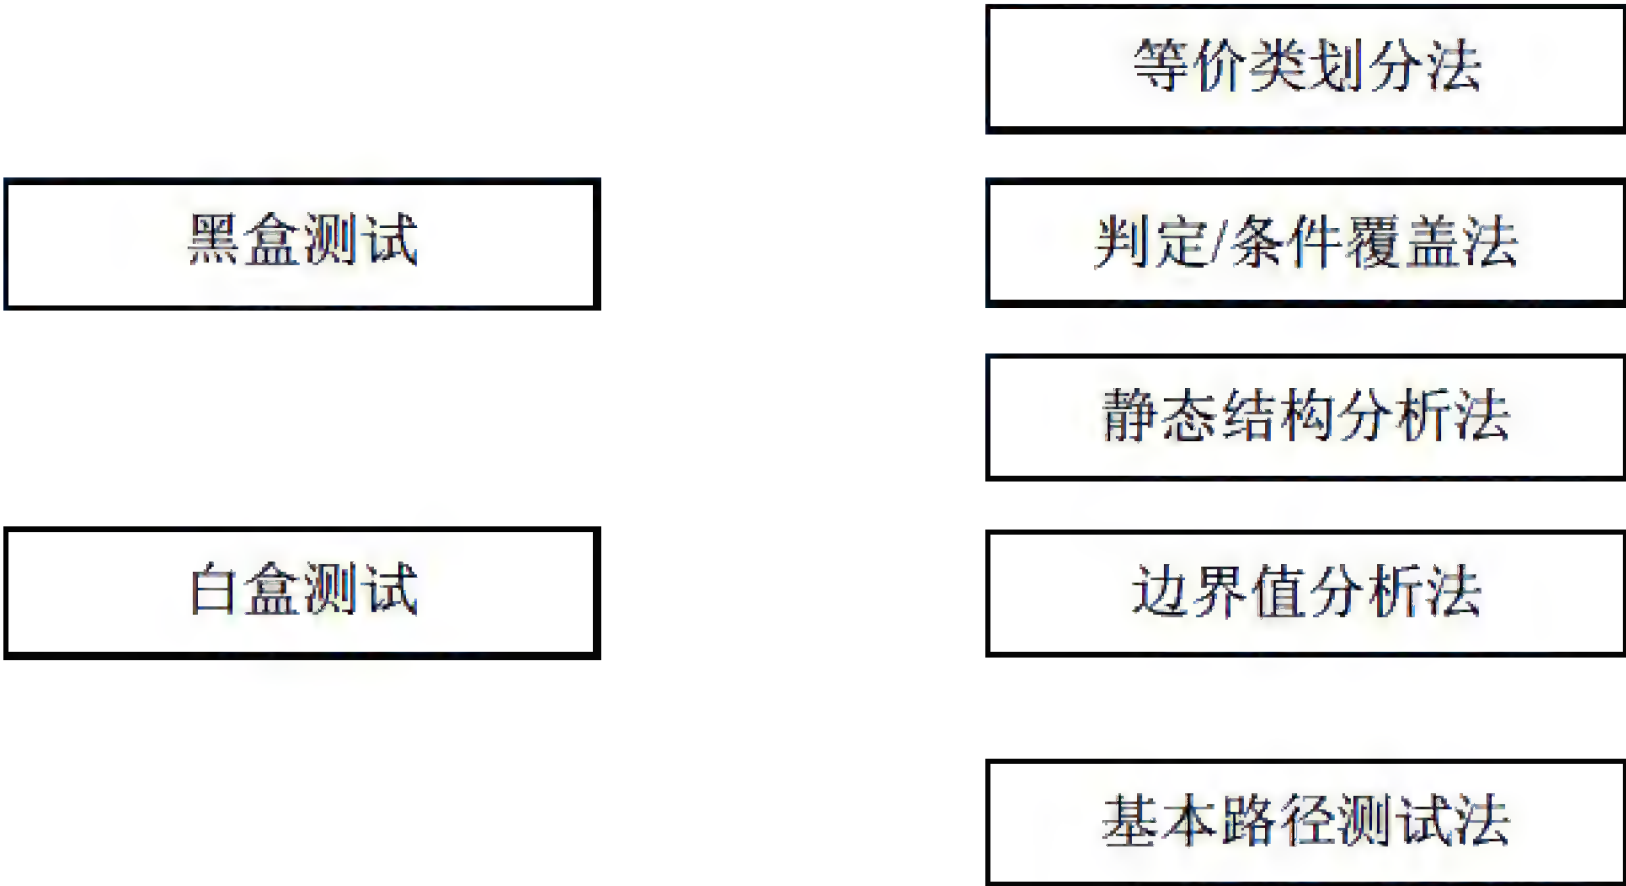 等价类划分法
黑盒测试
判定/条件覆盖法
静态结构分析法
白盒测试
边界值分析法
基本路径测试法